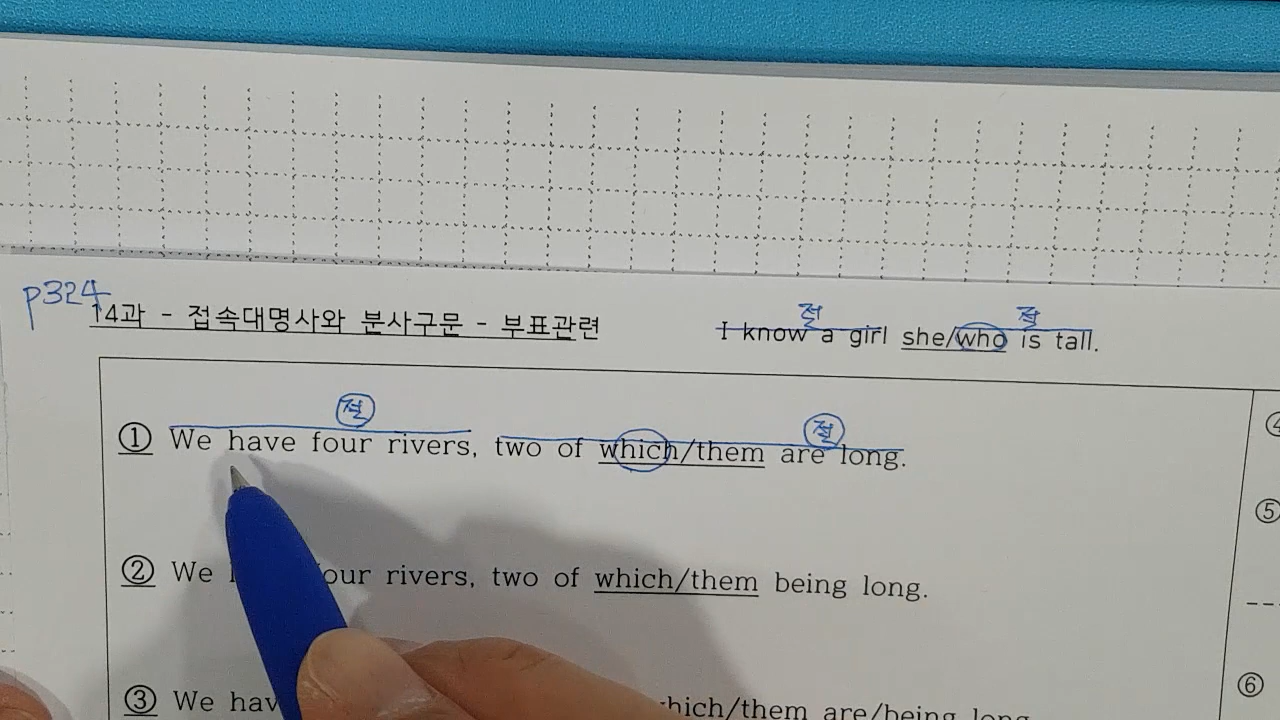 p324
14과 - 접속대명사와 분사구문 - 부표관련
절 절
I know a girl she/who is tall.
절 절
① We have four rivers, two of which/them are long.
④
⑤
② We four rivers, two of which/them being long.
⑥
③ We hav which/them are/being long